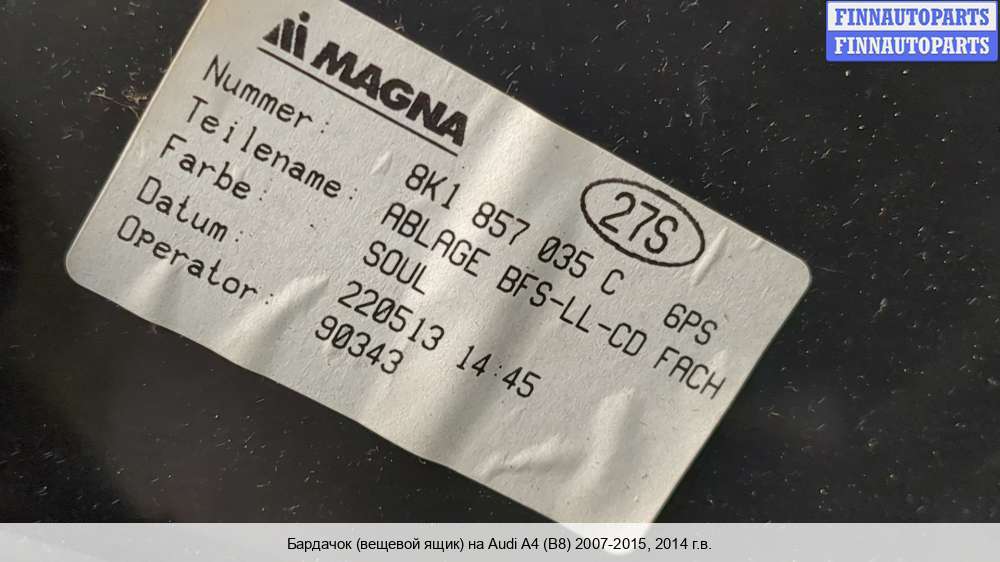 FINNAUTOPARTS
FINNAUTOPARTS
MAGNA
Nummer: 8K1 857 035 C 6PS
27S
Teilename: ABLAGE BFS-LL-CD FACH
Farbe: SOUL
Datum: 220513 14:45
Operator: 90343
Бардачок (вещевой ящик) на Audi A4 (B8) 2007-2015, 2014 г.в.